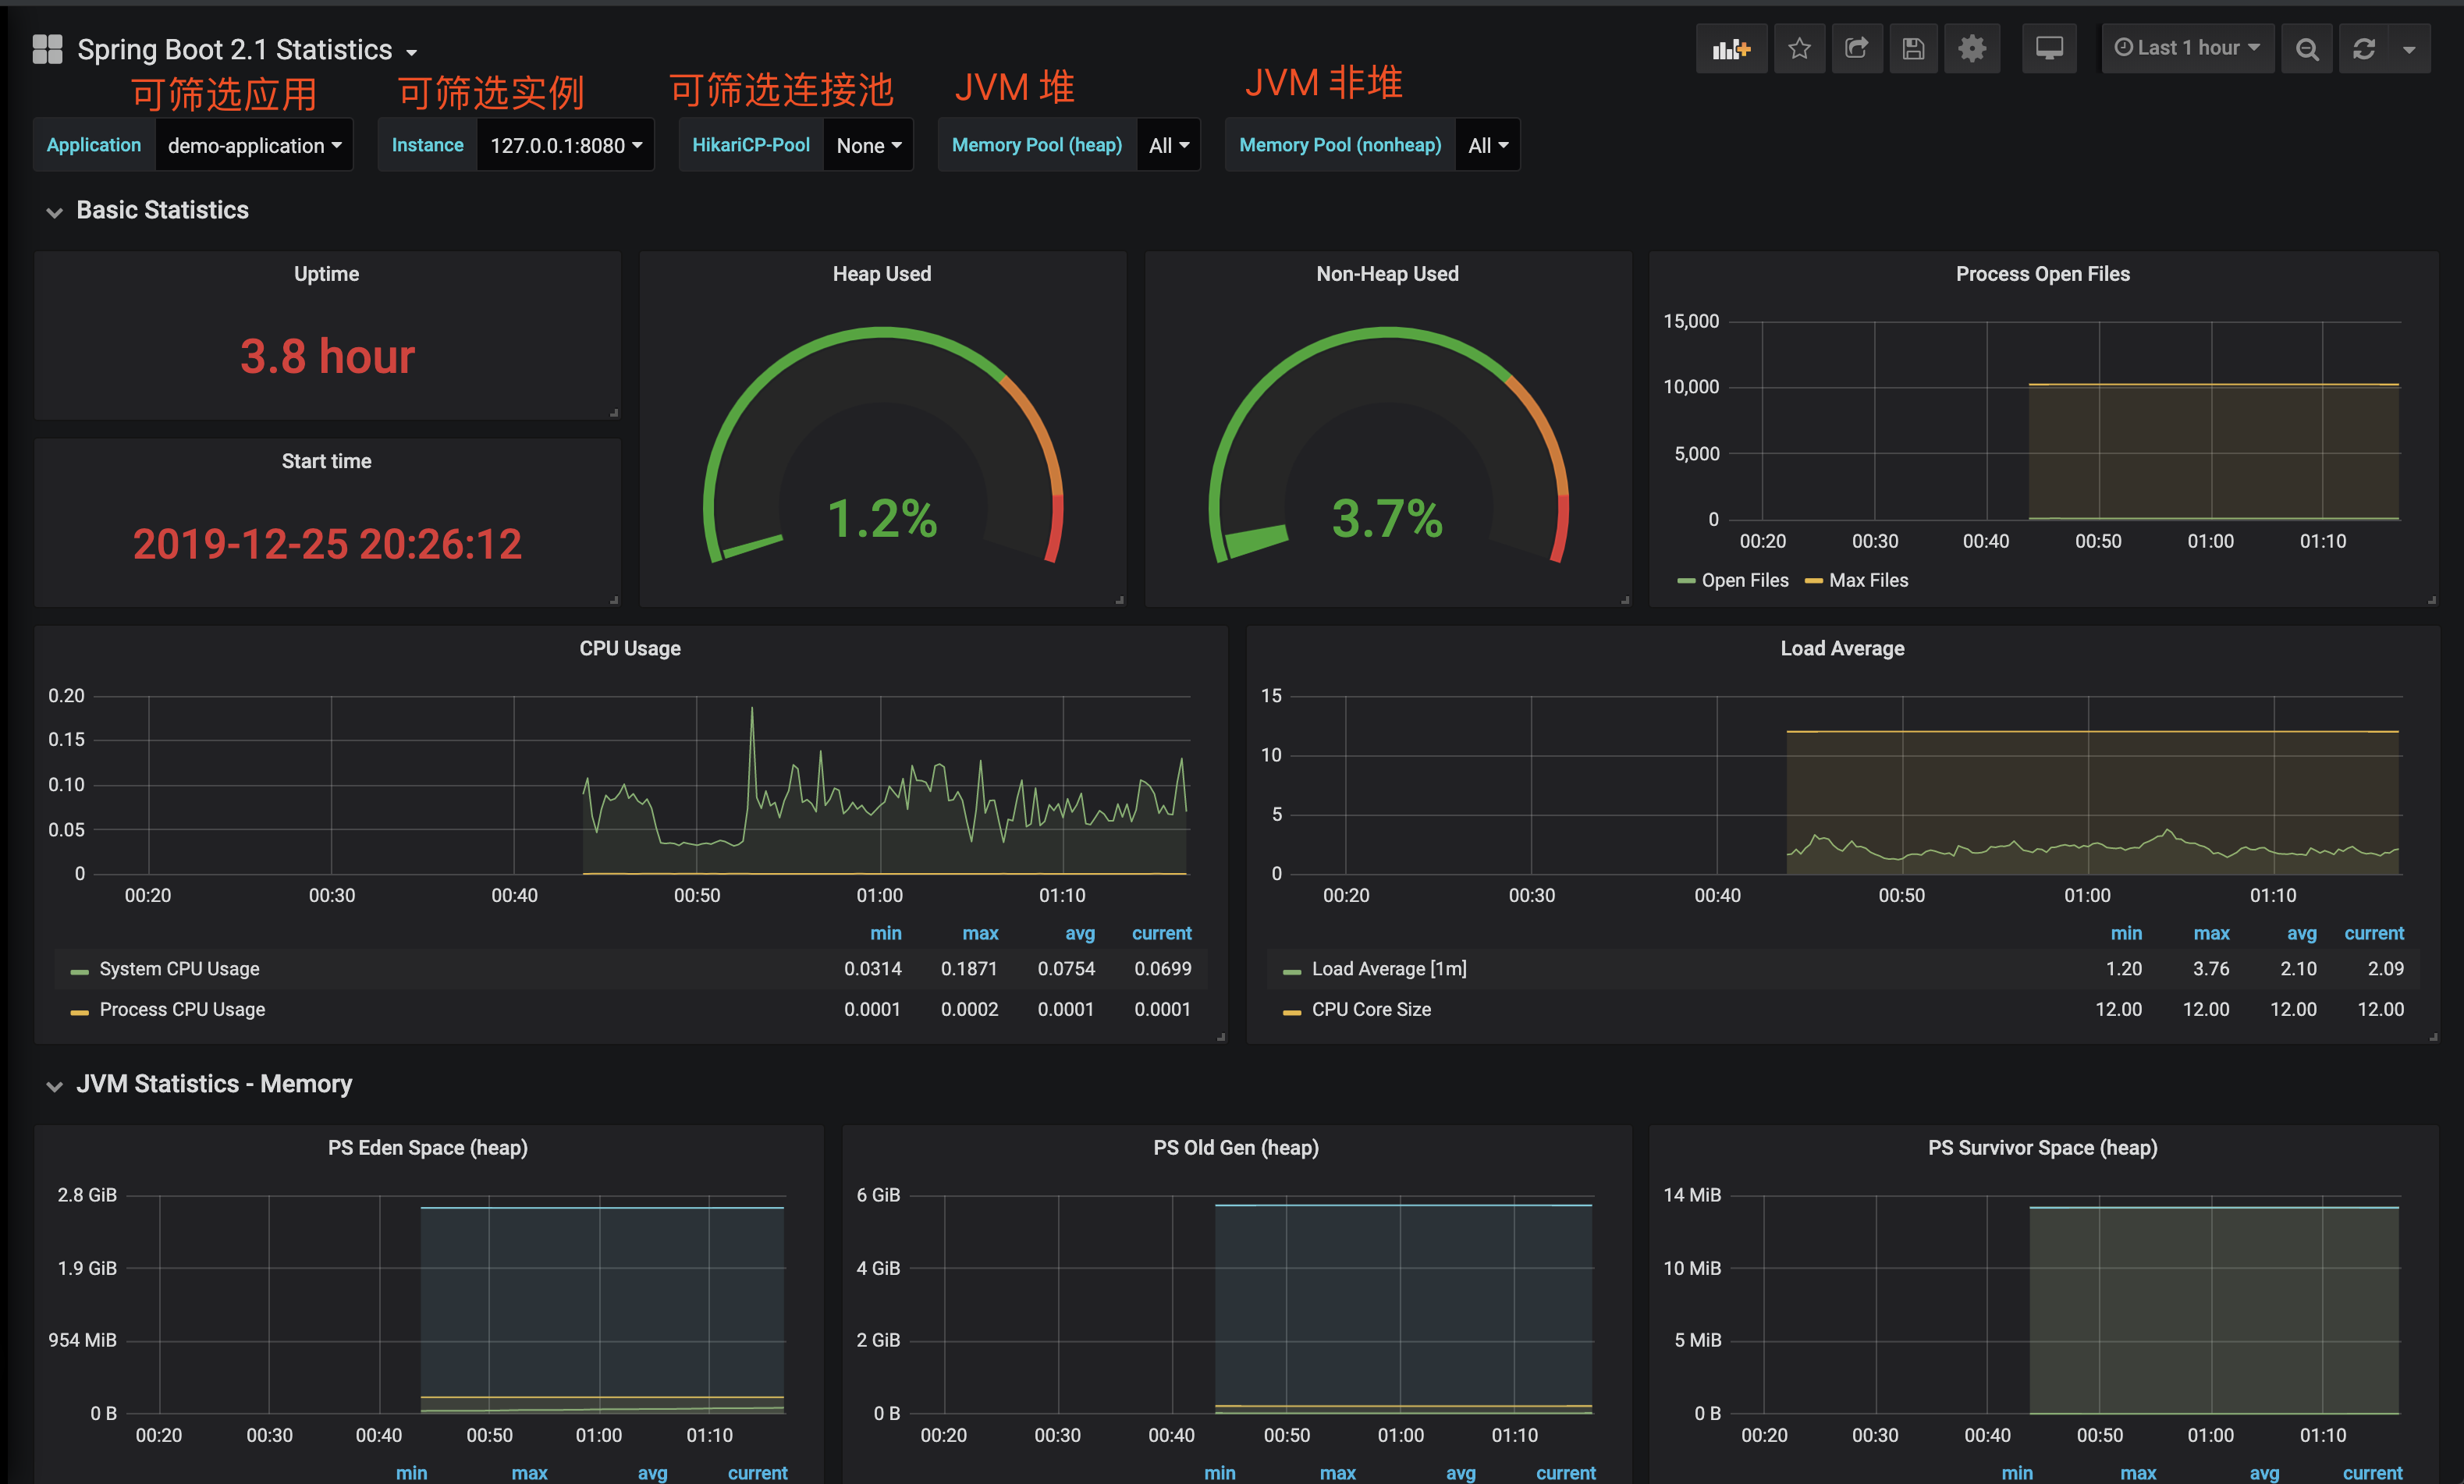 Spring Boot 2.1 Statistics
Last 1 hour
可筛选应用 可筛选实例 可筛选连接池 JVM 堆 JVM 非堆
Application demo-application Instance 127.0.0.1:8080 HikariCP-Pool None Memory Pool (heap) All Memory Pool (nonheap) All
Basic Statistics
Uptime
3.8 hour
Start time
2019-12-25 20:26:12
Heap Used
1.2%
Non-Heap Used
3.7%
Process Open Files
15,000
10,000
5,000
0
00:20 00:30 00:40 00:50 01:00 01:10
Open Files Max Files
CPU Usage
0.20
0.15
0.10
0.05
0
00:20 00:30 00:40 00:50 01:00 01:10
min max avg current
System CPU Usage 0.0314 0.1871 0.0754 0.0699
Process CPU Usage 0.0001 0.0002 0.0001 0.0001
Load Average
15
10
5
0
00:20 00:30 00:40 00:50 01:00 01:10
min max avg current
Load Average [1m] 1.20 3.76 2.10 2.09
CPU Core Size 12.00 12.00 12.00 12.00
JVM Statistics - Memory
PS Eden Space (heap)
2.8 GiB
1.9 GiB
954 MiB
0 B
00:20 00:30 00:40 00:50 01:00 01:10
min max avg current
PS Old Gen (heap)
6 GiB
4 GiB
2 GiB
0 B
00:20 00:30 00:40 00:50 01:00 01:10
min max avg current
PS Survivor Space (heap)
14 MiB
10 MiB
5 MiB
0 B
00:20 00:30 00:40 00:50 01:00 01:10
min max avg current